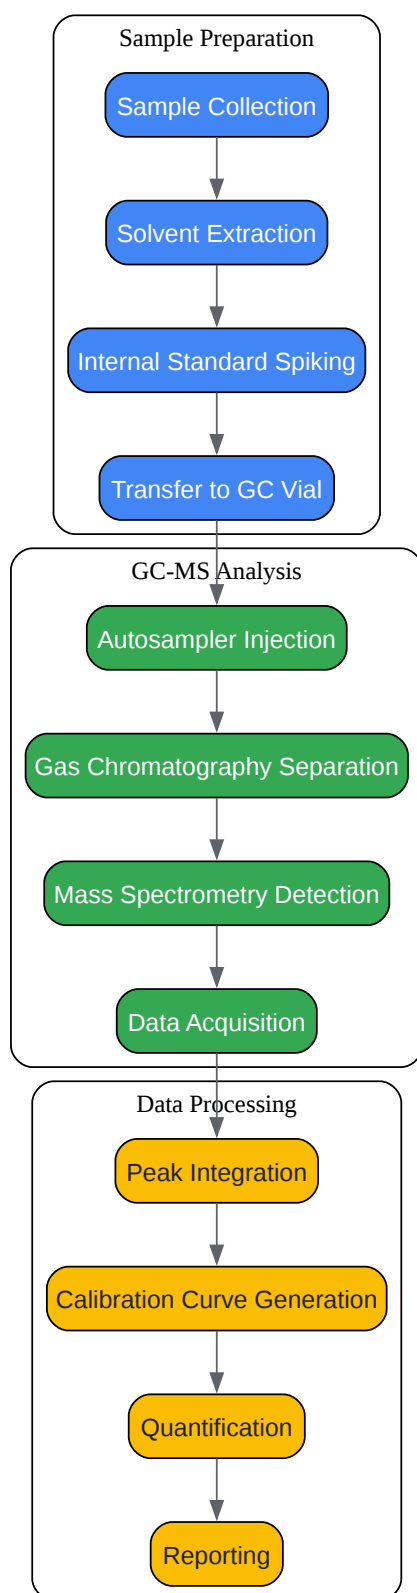 Sample Preparation
Sample Collection
Solvent Extraction
Internal Standard Spiking
Transfer to GC Vial
GC-MS Analysis
Autosampler Injection
Gas Chromatography Separation
Mass Spectrometry Detection
Data Acquisition
Data Processing
Peak Integration
Calibration Curve Generation
Quantification
Reporting